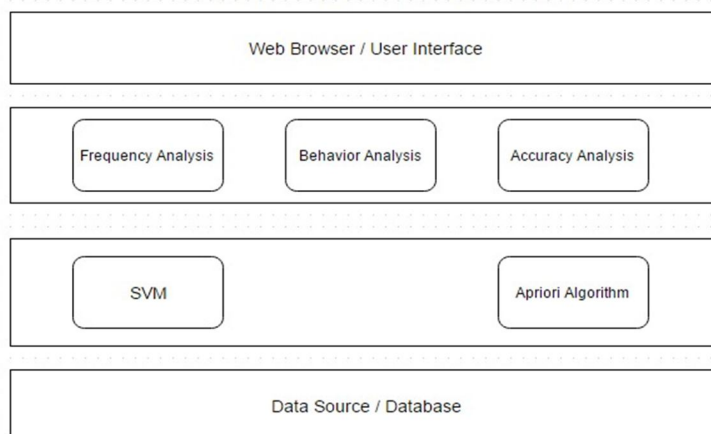 Web Browser / User Interface
Frequency Analysis
Behavior Analysis
Accuracy Analysis
SVM
Apriori Algorithm
Data Source / Database